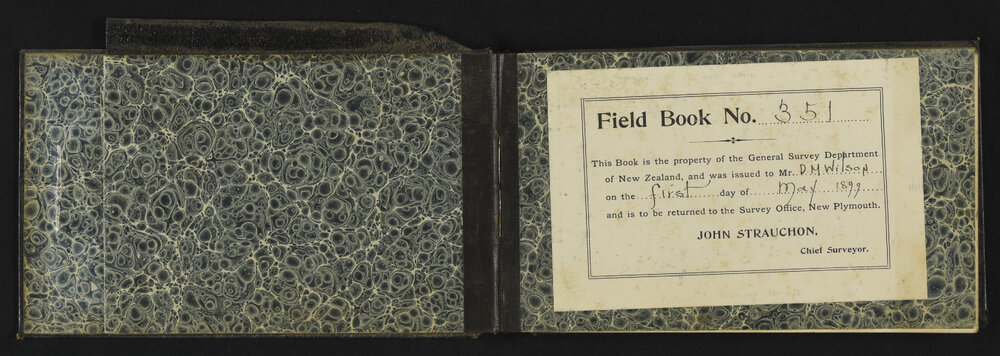 Field Book No. 351
This Book is the property of the General Survey Department
of New Zealand, and was issued to Mr. D. M. Wilson
on the first day of May 1899
and is to be returned to the Survey Office, New Plymouth.
JOHN STRAUCHON,
Chief Surveyor.